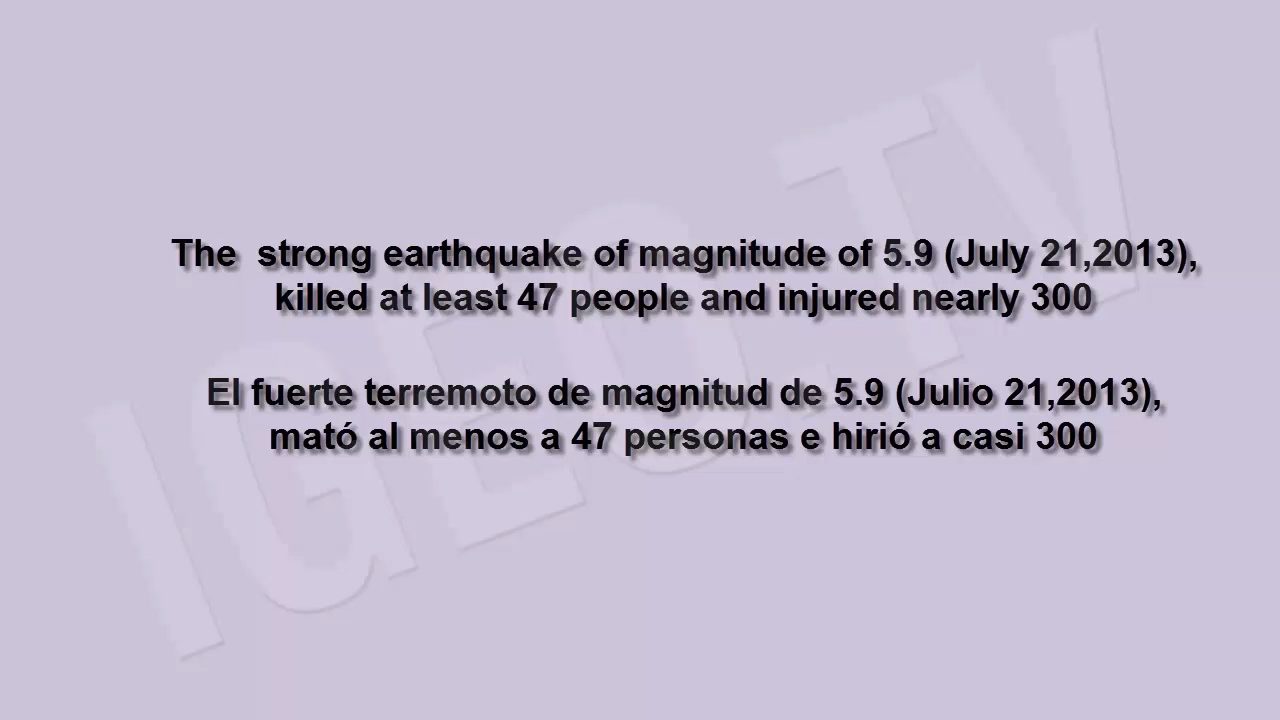 IGEO.TV
The  strong earthquake of magnitude of 5.9 (July 21,2013),
killed at least 47 people and injured nearly 300
El fuerte terremoto de magnitud de 5.9 (Julio 21,2013),
mató al menos a 47 personas e hirió a casi 300